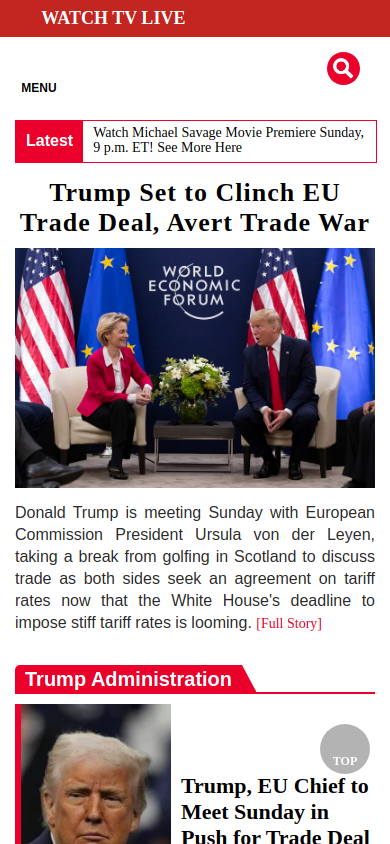 WATCH TV LIVE
MENU
Latest
Watch Michael Savage Movie Premiere Sunday,
9 p.m. ET! See More Here
Trump Set to Clinch EU
Trade Deal, Avert Trade War
WORLD
ECONOMIC
FORUM
Donald Trump is meeting Sunday with European
Commission President Ursula von der Leyen,
taking a break from golfing in Scotland to discuss
trade as both sides seek an agreement on tariff
rates now that the White House's deadline to
impose stiff tariff rates is looming. [Full Story]
Trump Administration
TOP
Trump, EU Chief to
Meet Sunday in
Push for Trade Deal